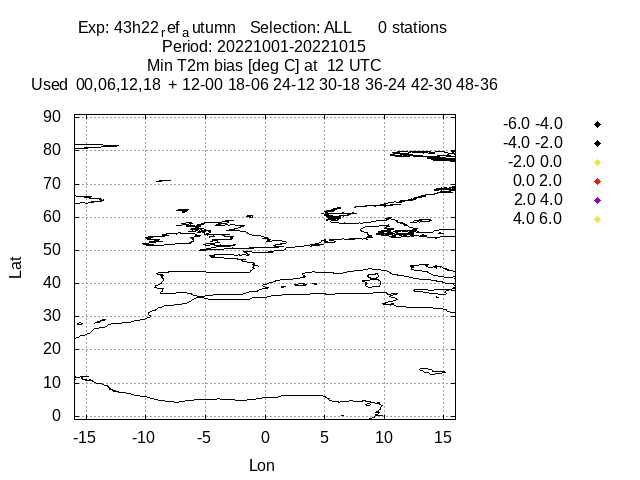 Exp: 43h22ref autumn   Selection: ALL      0 stations
Period: 20221001-20221015
Min T2m bias [deg C] at  12 UTC
Used  00,06,12,18  + 12-00 18-06 24-12 30-18 36-24 42-30 48-36
90
80
70
60
50
40
30
20
10
0
-15 -10 -5 0 5 10 15
Lat
Lon
-6.0 -4.0
-4.0 -2.0
-2.0 0.0
0.0 2.0
2.0 4.0
4.0 6.0